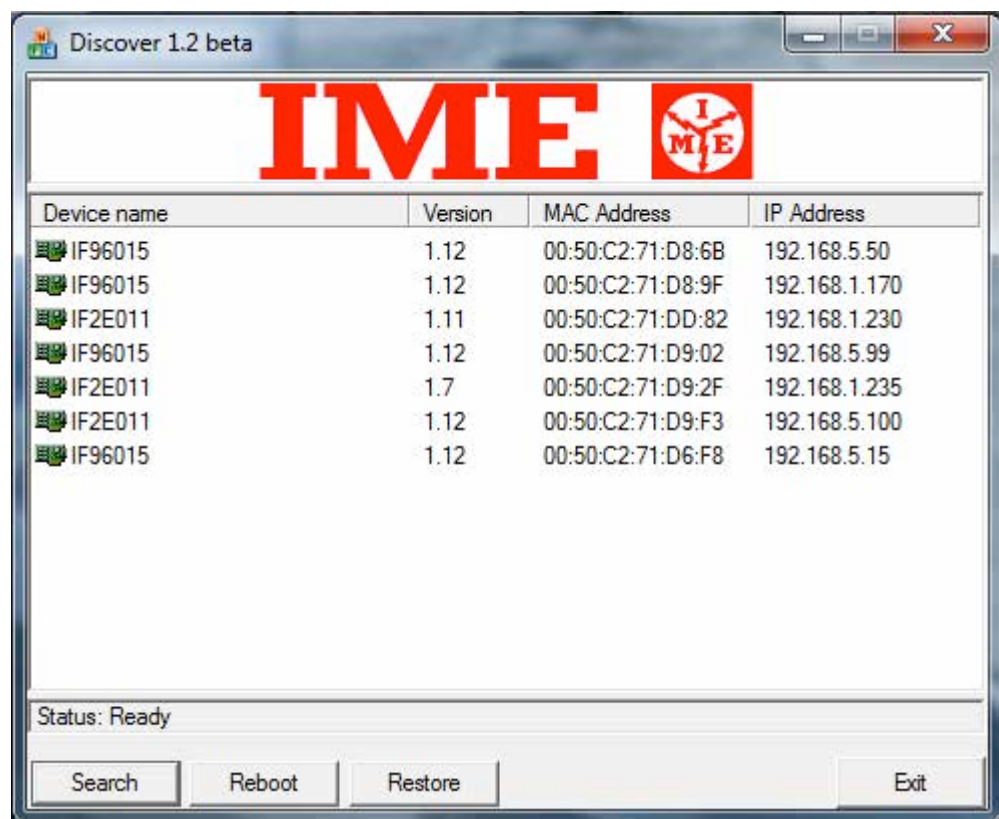 Discover 1.2 beta
IME I M E
Device name Version MAC Address IP Address
IF96015 1.12 00:50:C2:71:D8:6B 192.168.5.50
IF96015 1.12 00:50:C2:71:D8:9F 192.168.1.170
IF2E011 1.11 00:50:C2:71:DD:82 192.168.1.230
IF96015 1.12 00:50:C2:71:D9:02 192.168.5.99
IF2E011 1.7 00:50:C2:71:D9:2F 192.168.1.235
IF2E011 1.12 00:50:C2:71:D9:F3 192.168.5.100
IF96015 1.12 00:50:C2:71:D6:F8 192.168.5.15
Status: Ready
Search Reboot Restore Exit